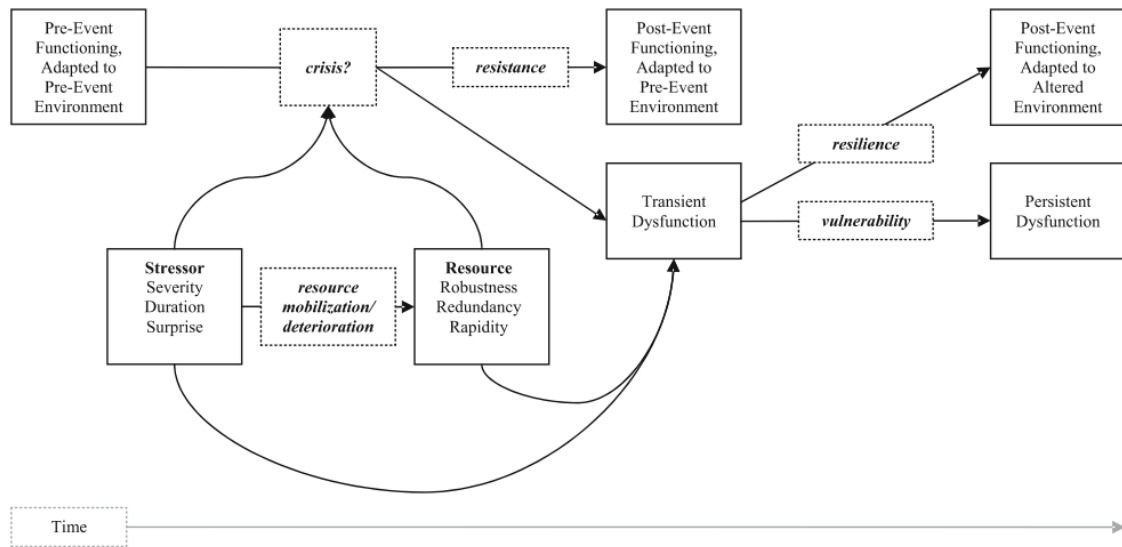 Pre-Event
Functioning,
Adapted to
Pre-Event
Environment
crisis?
resistance
Post-Event
Functioning,
Adapted to
Pre-Event
Environment
Post-Event
Functioning,
Adapted to
Altered
Environment
resilience
Transient
Dysfunction
vulnerability
Persistent
Dysfunction
Stressor
Severity
Duration
Surprise
resource
mobilization/
deterioration
Resource
Robustness
Redundancy
Rapidity
Time